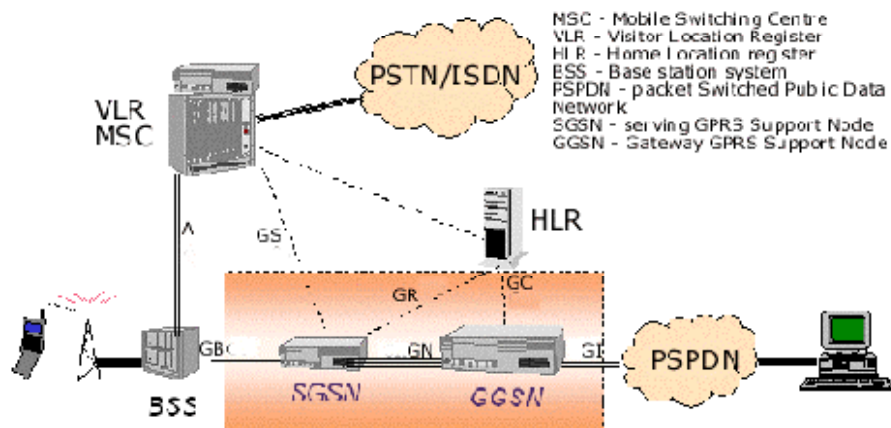 MSC - Mobile Switching Centre
VLR - Visitor Location Register
HLR - Home Location register
BSS - Base station system
PSPDN - packet Switched Public Data
Network
SGSN - serving GPRS Support Node
GGSN - Gateway GPRS Support Node
PSTN/ISDN
VLR
MSC
A
GS
HLR
GR
GC
GB
GN
GI
SGSN
GGSN
BSS
PSPDN